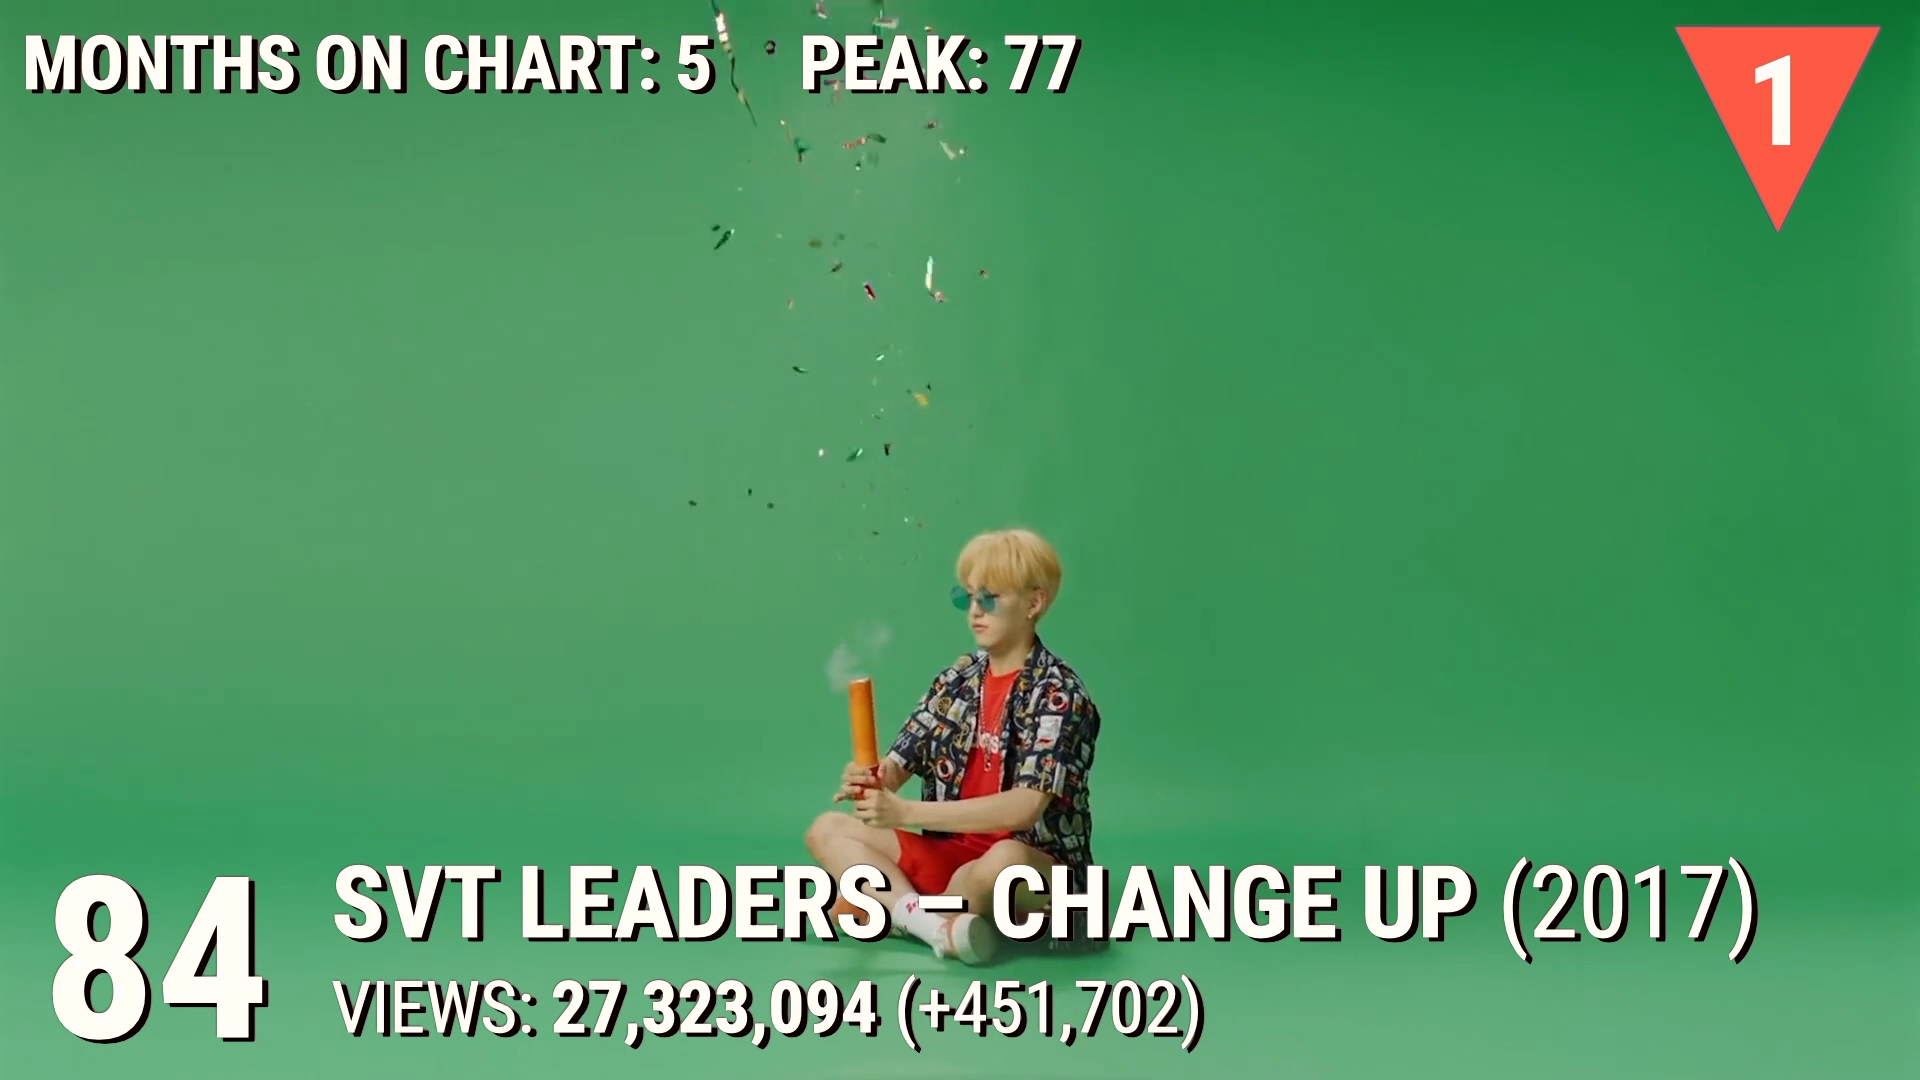 MONTHS ON CHART: 5 PEAK: 77
1
84
SVT LEADERS – CHANGE UP (2017)
VIEWS: 27,323,094 (+451,702)